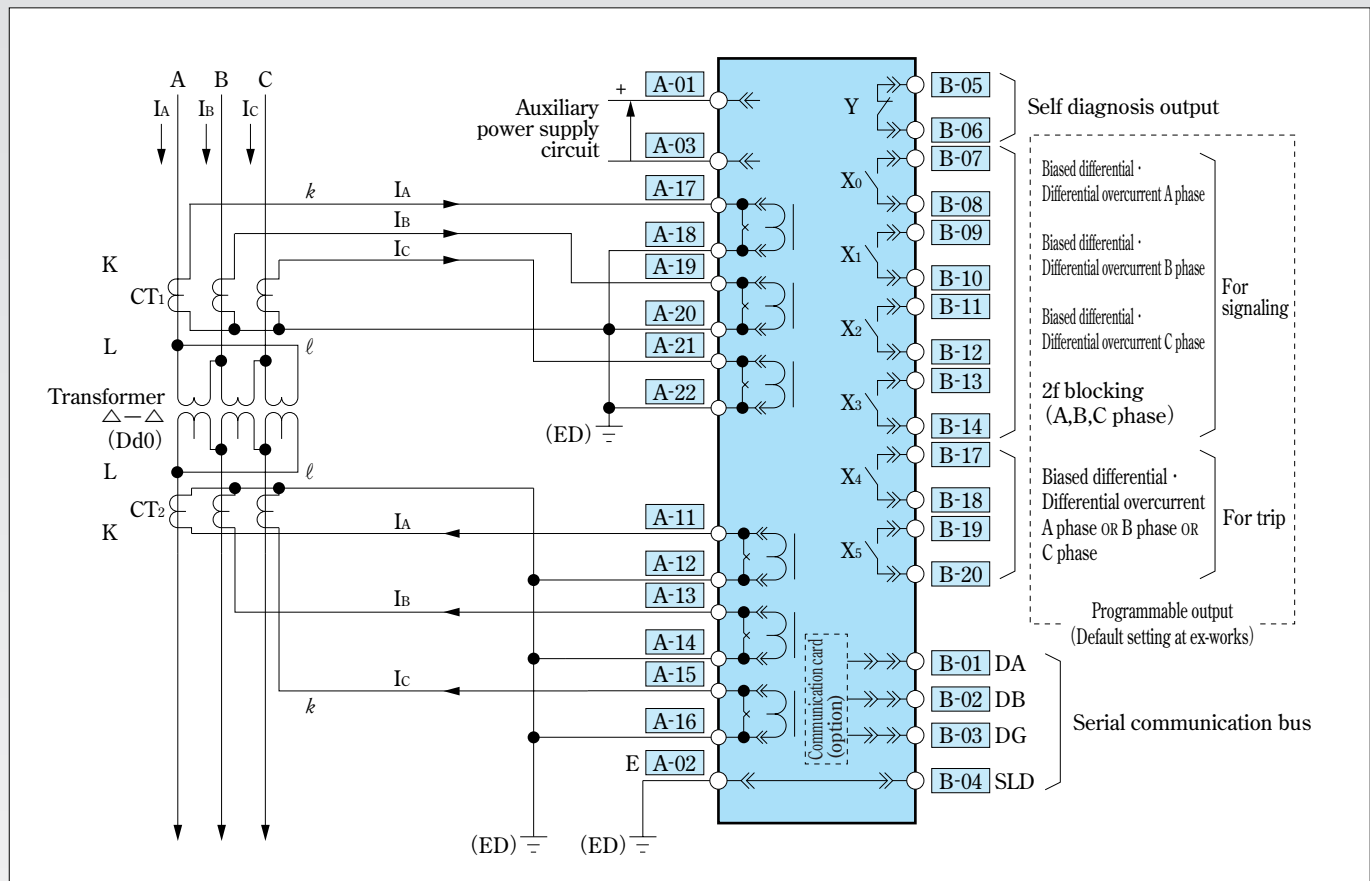 A B C
IA IB IC
Auxiliary
power supply
circuit
+
A-01
A-03
k IA
IB
IC
A-17
A-18
A-19
A-20
A-21
A-22
(ED)
K
CT1
L ℓ
Transformer
△－△
(Dd0)
L ℓ
CT2
K
IA
IB
IC
k
A-11
A-12
A-13
A-14
A-15
A-16
E A-02
(ED) (ED)
Y
X0
X1
X2
X3
X4
X5
Communication card
(option)
B-05
B-06
B-07
B-08
B-09
B-10
B-11
B-12
B-13
B-14
B-17
B-18
B-19
B-20
B-01 DA
B-02 DB
B-03 DG
B-04 SLD
Self diagnosis output
Biased differential・
Differential overcurrent A phase
Biased differential・
Differential overcurrent B phase
Biased differential・
Differential overcurrent C phase
2f blocking
(A,B,C phase)
For
signaling
Biased differential・
Differential overcurrent
A phase OR B phase OR
C phase
For trip
Programmable output
(Default setting at ex-works)
Serial communication bus